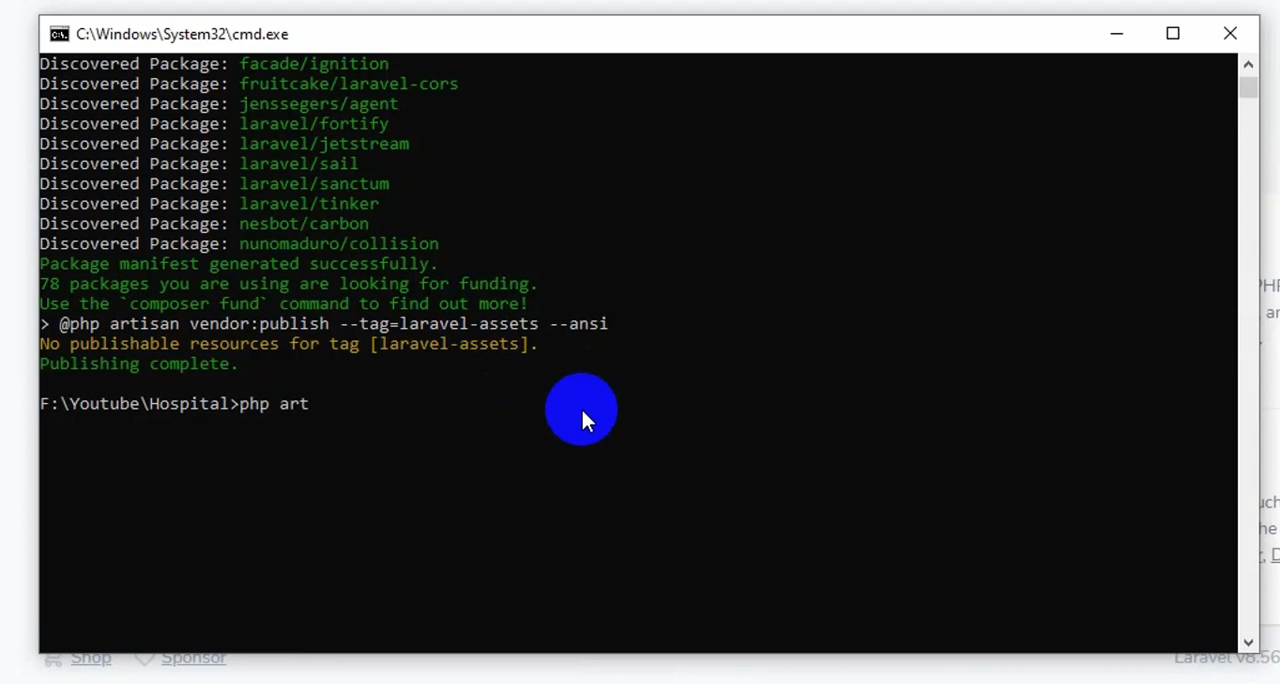 C:\Windows\System32\cmd.exe
Discovered Package: facade/ignition
Discovered Package: fruitcake/laravel-cors
Discovered Package: jenssegers/agent
Discovered Package: laravel/fortify
Discovered Package: laravel/jetstream
Discovered Package: laravel/sail
Discovered Package: laravel/sanctum
Discovered Package: laravel/tinker
Discovered Package: nesbot/carbon
Discovered Package: nunomaduro/collision
Package manifest generated successfully.
78 packages you are using are looking for funding.
Use the `composer fund` command to find out more!
> @php artisan vendor:publish --tag=laravel-assets --ansi
No publishable resources for tag [laravel-assets].
Publishing complete.
F:\Youtube\Hospital>php art
Shop Sponsor Laravel v8.56